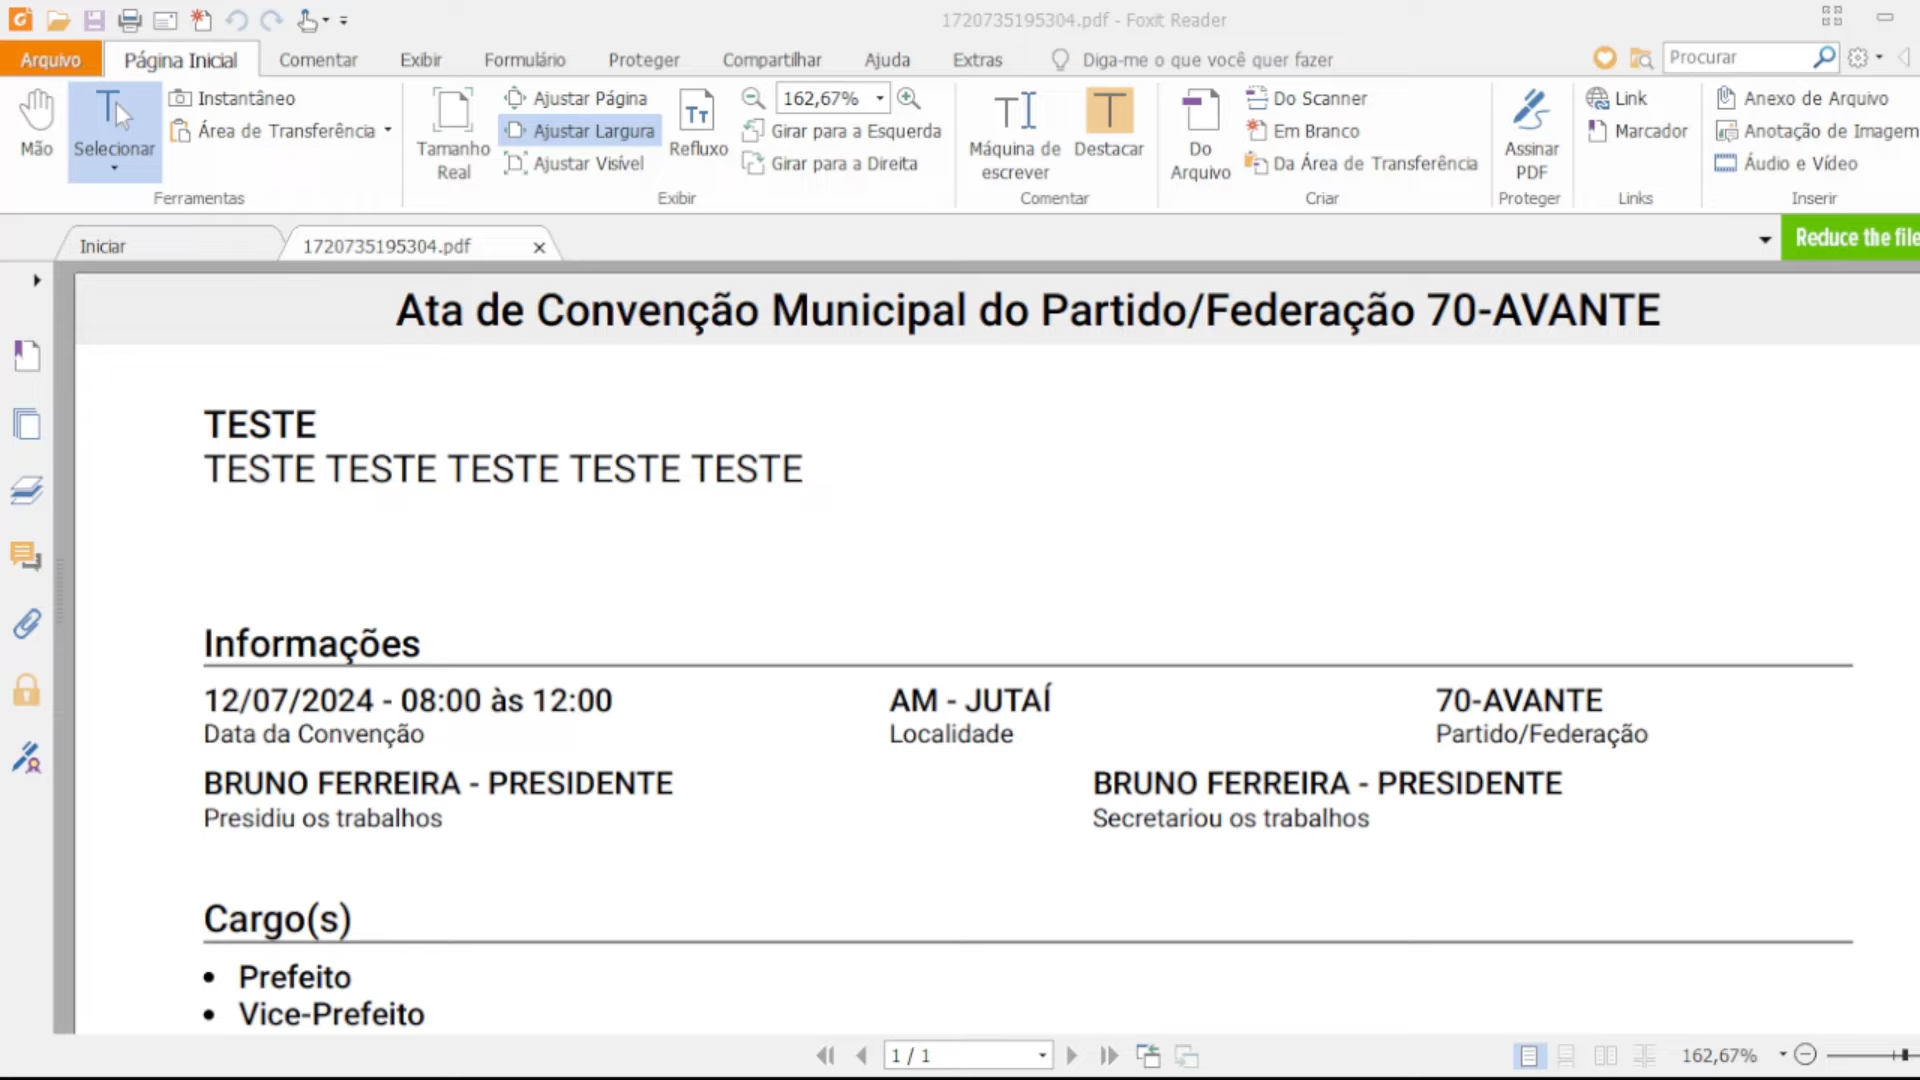 1720735195304.pdf - Foxit Reader
Arquivo Página Inicial Comentar Exibir Formulário Proteger Compartilhar Ajuda Extras Diga-me o que você quer fazer Procurar
Instantâneo Ajustar Página 162,67% Do Scanner Link Anexo de Arquivo
Área de Transferência Ajustar Largura Girar para a Esquerda Em Branco Marcador Anotação de Imagem
Mão Selecionar Tamanho Real Ajustar Visível Refluxo Girar para a Direita Máquina de escrever Destacar Do Arquivo Da Área de Transferência Assinar PDF Áudio e Vídeo
Ferramentas Exibir Comentar Criar Proteger Links Inserir
Iniciar 1720735195304.pdf Reduce the file
Ata de Convenção Municipal do Partido/Federação 70-AVANTE
TESTE
TESTE TESTE TESTE TESTE TESTE
Informações
12/07/2024 - 08:00 às 12:00 AM - JUTAÍ 70-AVANTE
Data da Convenção Localidade Partido/Federação
BRUNO FERREIRA - PRESIDENTE BRUNO FERREIRA - PRESIDENTE
Presidiu os trabalhos Secretariou os trabalhos
Cargo(s)
• Prefeito
• Vice-Prefeito
1 / 1 162,67%